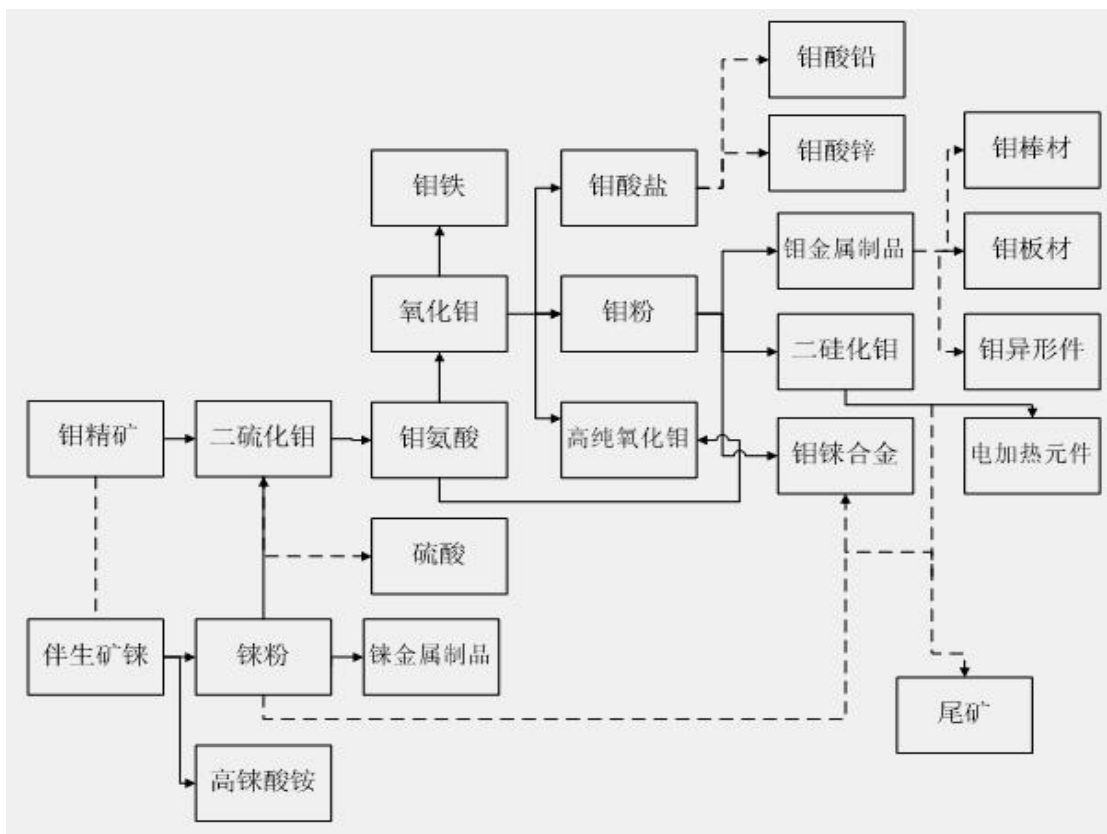 钼酸铅
钼酸锌
钼棒材
钼铁
钼酸盐
钼金属制品
钼板材
氧化钼
钼粉
二硅化钼
钼异形件
钼精矿
二硫化钼
钼氨酸
高纯氧化钼
钼铼合金
电加热元件
硫酸
伴生矿铼
铼粉
铼金属制品
尾矿
高铼酸铵